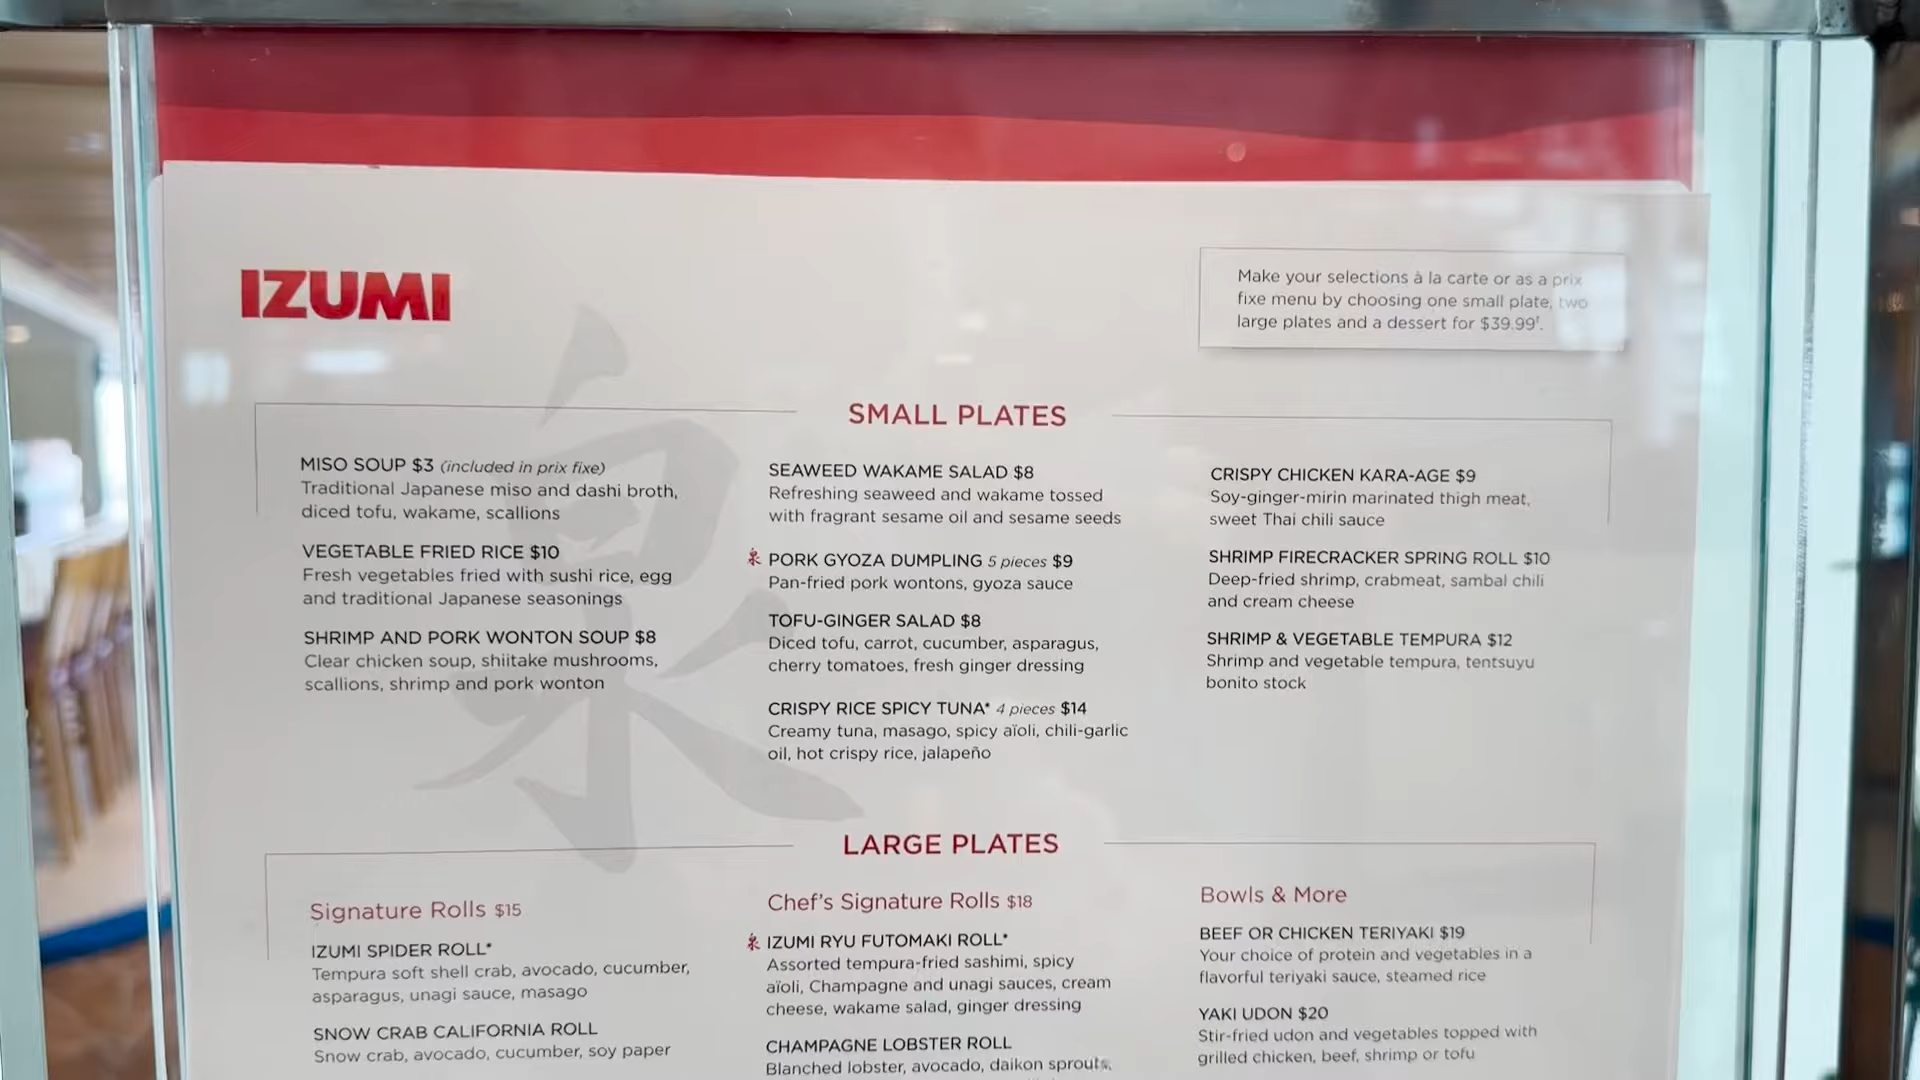 IZUMI
Make your selections à la carte or as a prix
fixe menu by choosing one small plate, two
large plates and a dessert for $39.99†.
泉
SMALL PLATES
MISO SOUP $3 (included in prix fixe)
Traditional Japanese miso and dashi broth,
diced tofu, wakame, scallions
VEGETABLE FRIED RICE $10
Fresh vegetables fried with sushi rice, egg
and traditional Japanese seasonings
SHRIMP AND PORK WONTON SOUP $8
Clear chicken soup, shiitake mushrooms,
scallions, shrimp and pork wonton
SEAWEED WAKAME SALAD $8
Refreshing seaweed and wakame tossed
with fragrant sesame oil and sesame seeds
泉 PORK GYOZA DUMPLING 5 pieces $9
Pan-fried pork wontons, gyoza sauce
TOFU-GINGER SALAD $8
Diced tofu, carrot, cucumber, asparagus,
cherry tomatoes, fresh ginger dressing
CRISPY RICE SPICY TUNA* 4 pieces $14
Creamy tuna, masago, spicy aïoli, chili-garlic
oil, hot crispy rice, jalapeño
CRISPY CHICKEN KARA-AGE $9
Soy-ginger-mirin marinated thigh meat,
sweet Thai chili sauce
SHRIMP FIRECRACKER SPRING ROLL $10
Deep-fried shrimp, crabmeat, sambal chili
and cream cheese
SHRIMP & VEGETABLE TEMPURA $12
Shrimp and vegetable tempura, tentsuyu
bonito stock
LARGE PLATES
Signature Rolls $15
IZUMI SPIDER ROLL*
Tempura soft shell crab, avocado, cucumber,
asparagus, unagi sauce, masago
SNOW CRAB CALIFORNIA ROLL
Snow crab, avocado, cucumber, soy paper
Chef's Signature Rolls $18
泉 IZUMI RYU FUTOMAKI ROLL*
Assorted tempura-fried sashimi, spicy
aïoli, Champagne and unagi sauces, cream
cheese, wakame salad, ginger dressing
CHAMPAGNE LOBSTER ROLL
Blanched lobster, avocado, daikon sprouts,
Bowls & More
BEEF OR CHICKEN TERIYAKI $19
Your choice of protein and vegetables in a
flavorful teriyaki sauce, steamed rice
YAKI UDON $20
Stir-fried udon and vegetables topped with
grilled chicken, beef, shrimp or tofu